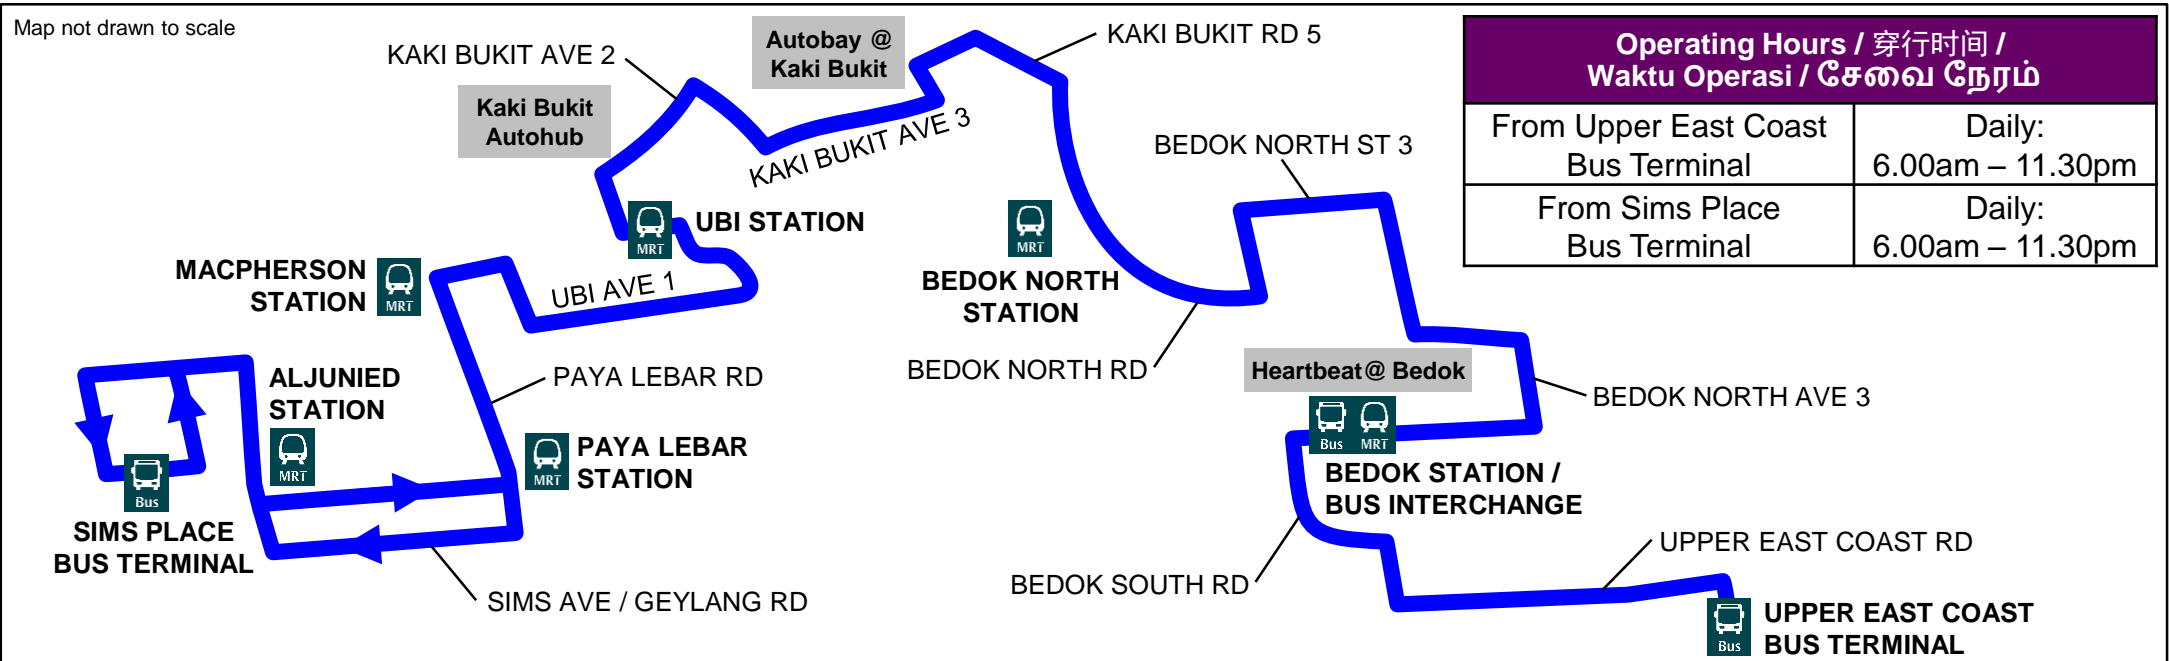 Map not drawn to scale
KAKI BUKIT AVE 2
Autobay @
Kaki Bukit
KAKI BUKIT RD 5
Kaki Bukit
Autohub
KAKI BUKIT AVE 3
BEDOK NORTH ST 3
Operating Hours / 穿行时间 /
Waktu Operasi / சேவை நேரம்
From Upper East Coast
Bus Terminal
Daily:
6.00am – 11.30pm
From Sims Place
Bus Terminal
Daily:
6.00am – 11.30pm
MRT
UBI STATION
MACPHERSON
STATION
MRT
UBI AVE 1
MRT
BEDOK NORTH
STATION
ALJUNIED
STATION
MRT
PAYA LEBAR RD
BEDOK NORTH RD
Heartbeat@ Bedok
BEDOK NORTH AVE 3
Bus
MRT
BEDOK STATION /
BUS INTERCHANGE
MRT
PAYA LEBAR
STATION
Bus
SIMS PLACE
BUS TERMINAL
SIMS AVE / GEYLANG RD
BEDOK SOUTH RD
UPPER EAST COAST RD
Bus
UPPER EAST COAST
BUS TERMINAL